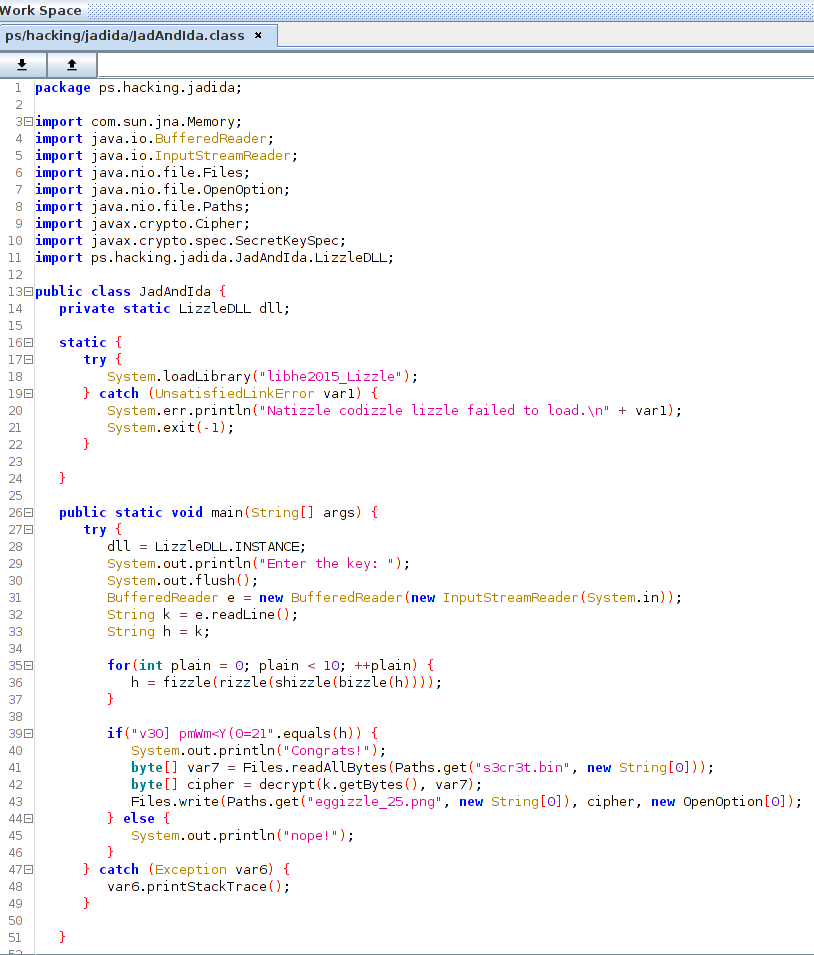 Work Space
ps/hacking/jadida/JadAndIda.class ×
1 package ps.hacking.jadida;
2
3 import com.sun.jna.Memory;
4 import java.io.BufferedReader;
5 import java.io.InputStreamReader;
6 import java.nio.file.Files;
7 import java.nio.file.OpenOption;
8 import java.nio.file.Paths;
9 import javax.crypto.Cipher;
10 import javax.crypto.spec.SecretKeySpec;
11 import ps.hacking.jadida.JadAndIda.LizzleDLL;
12
13 public class JadAndIda {
14    private static LizzleDLL dll;
15
16    static {
17       try {
18          System.loadLibrary("libhe2015_Lizzle");
19       } catch (UnsatisfiedLinkError var1) {
20          System.err.println("Natizzle codizzle lizzle failed to load.\n" + var1);
21          System.exit(-1);
22       }
23
24    }
25
26    public static void main(String[] args) {
27       try {
28          dll = LizzleDLL.INSTANCE;
29          System.out.println("Enter the key: ");
30          System.out.flush();
31          BufferedReader e = new BufferedReader(new InputStreamReader(System.in));
32          String k = e.readLine();
33          String h = k;
34
35          for(int plain = 0; plain < 10; ++plain) {
36             h = fizzle(rizzle(shizzle(bizzle(h))));
37          }
38
39          if("v3O] pmWm<Y(0=21".equals(h)) {
40             System.out.println("Congrats!");
41             byte[] var7 = Files.readAllBytes(Paths.get("s3cr3t.bin", new String[0]));
42             byte[] cipher = decrypt(k.getBytes(), var7);
43             Files.write(Paths.get("eggizzle_25.png", new String[0]), cipher, new OpenOption[0]);
44          } else {
45             System.out.println("nope!");
46          }
47       } catch (Exception var6) {
48          var6.printStackTrace();
49       }
50
51    }